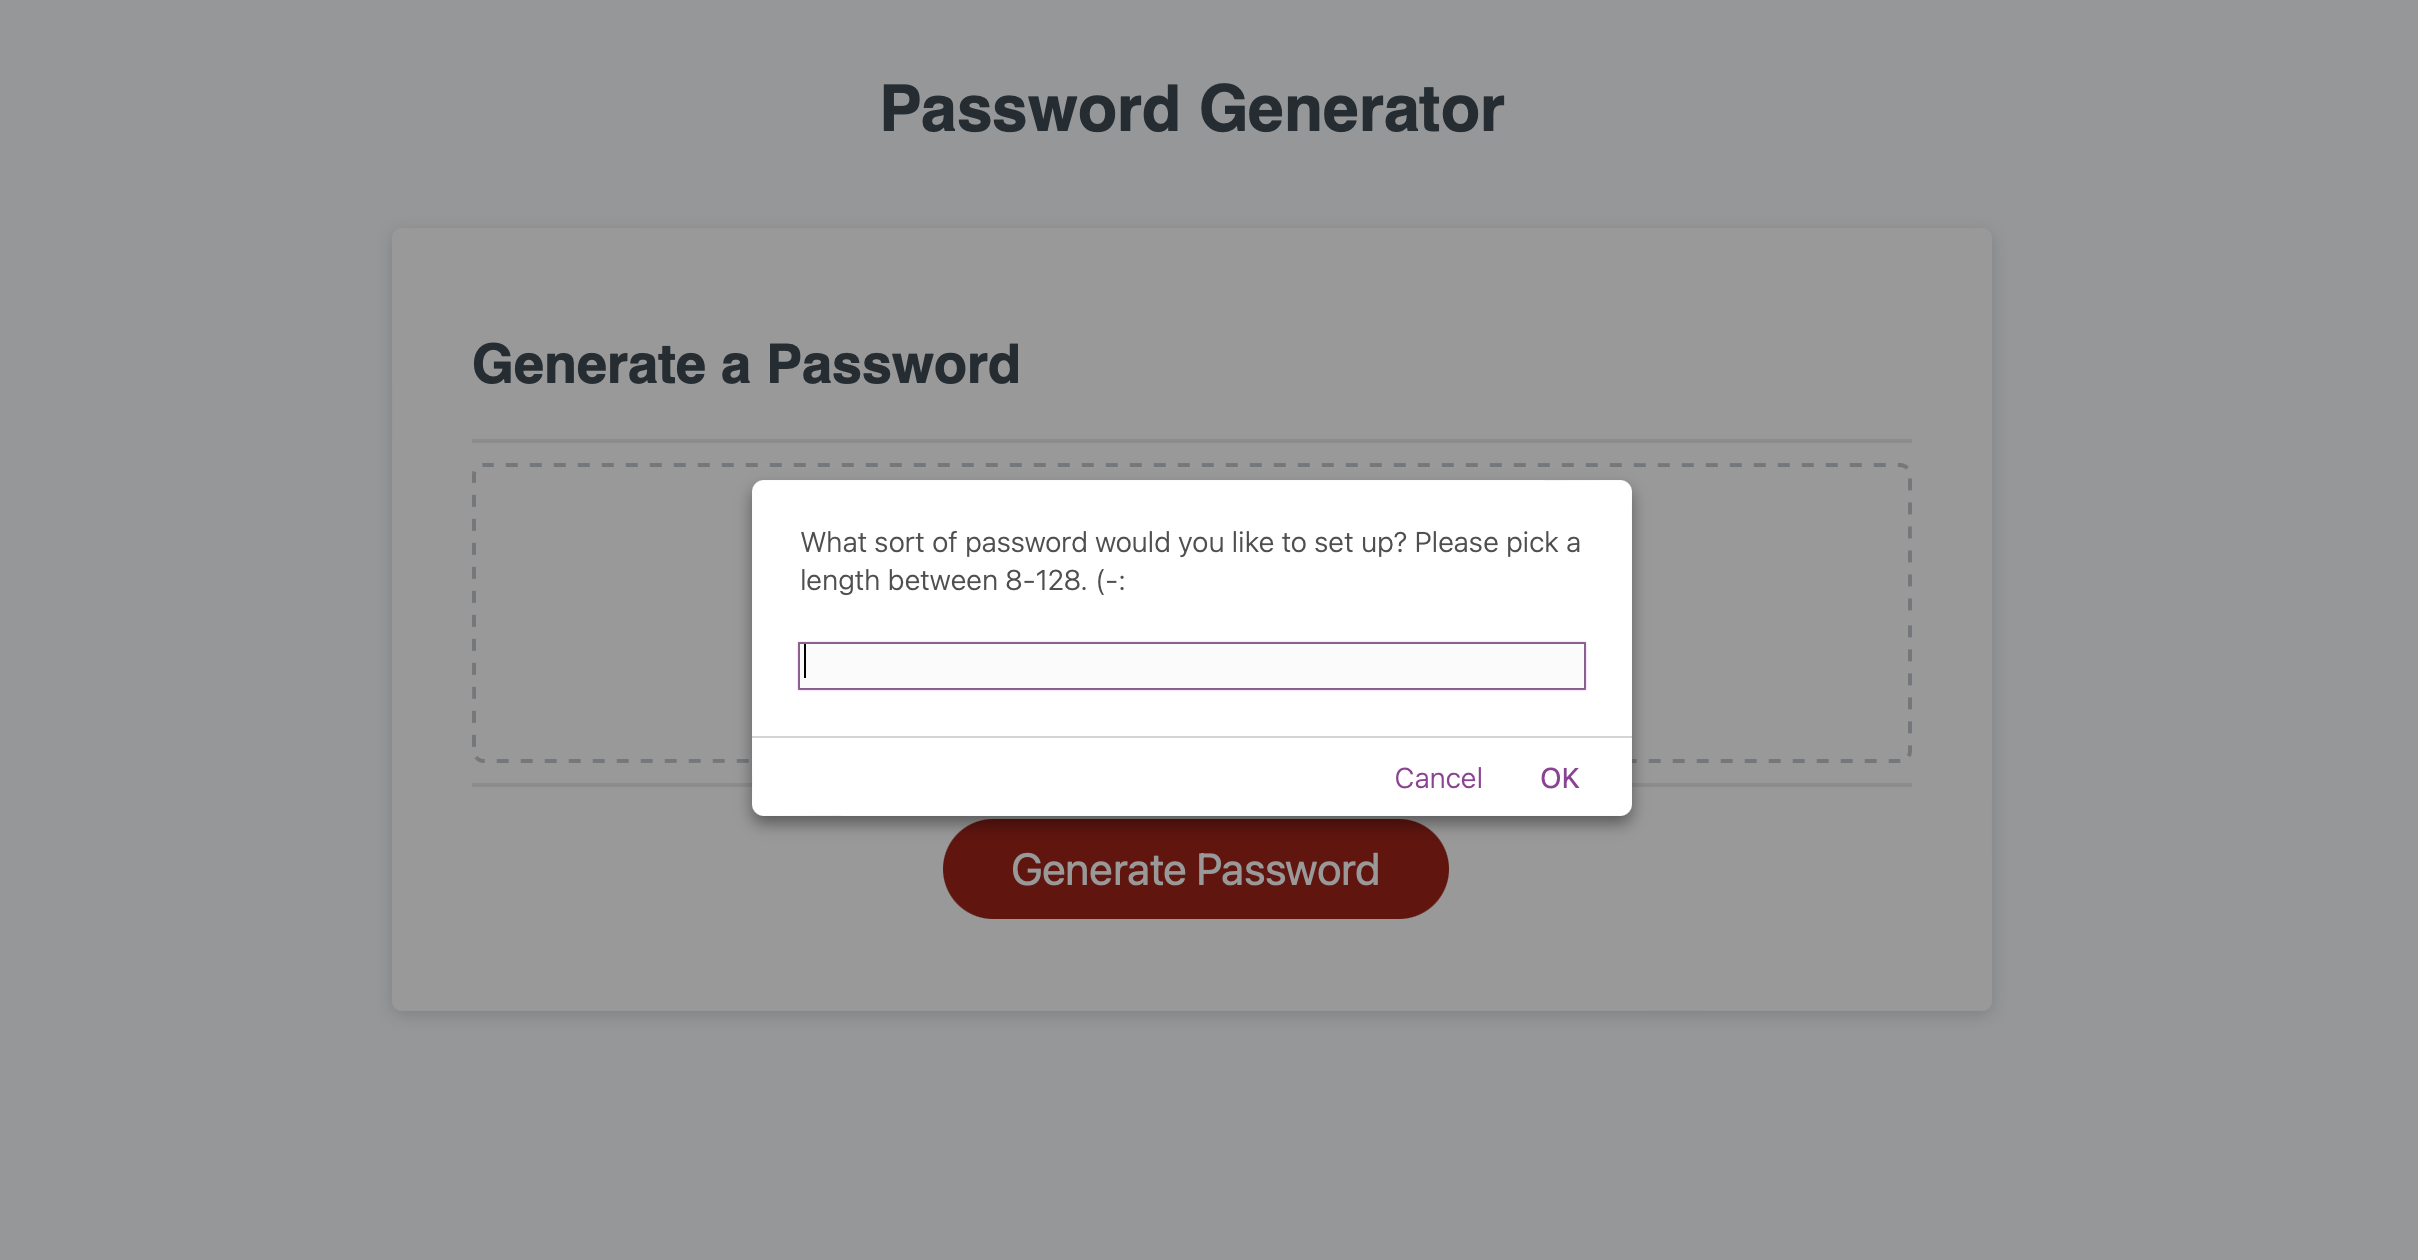 Password Generator
Generate a Password
What sort of password would you like to set up? Please pick a
length between 8-128. (-:
Cancel OK
Generate Password